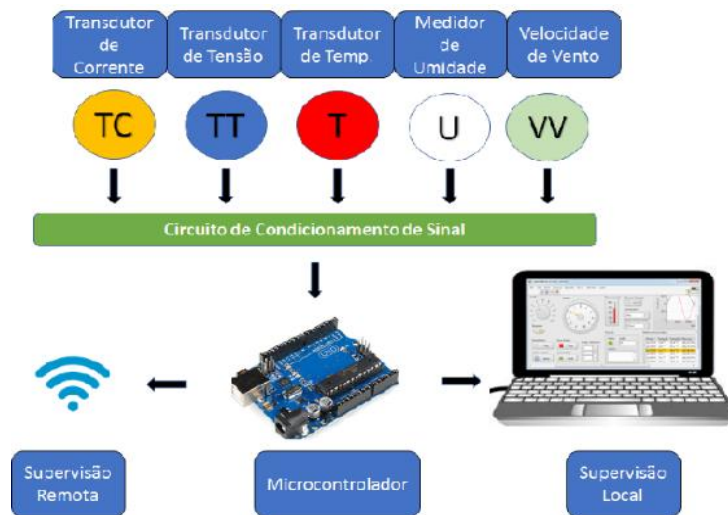 Transdutor
de
Corrente
Transdutor
de Tensão
Transdutor
de Temp.
Medidor
de
Umidade
Velocidade
de Vento
TC
TT
T
U
VV
Circuito de Condicionamento de Sinal
Supervisão
Remota
Microcontrolador
Supervisão
Local